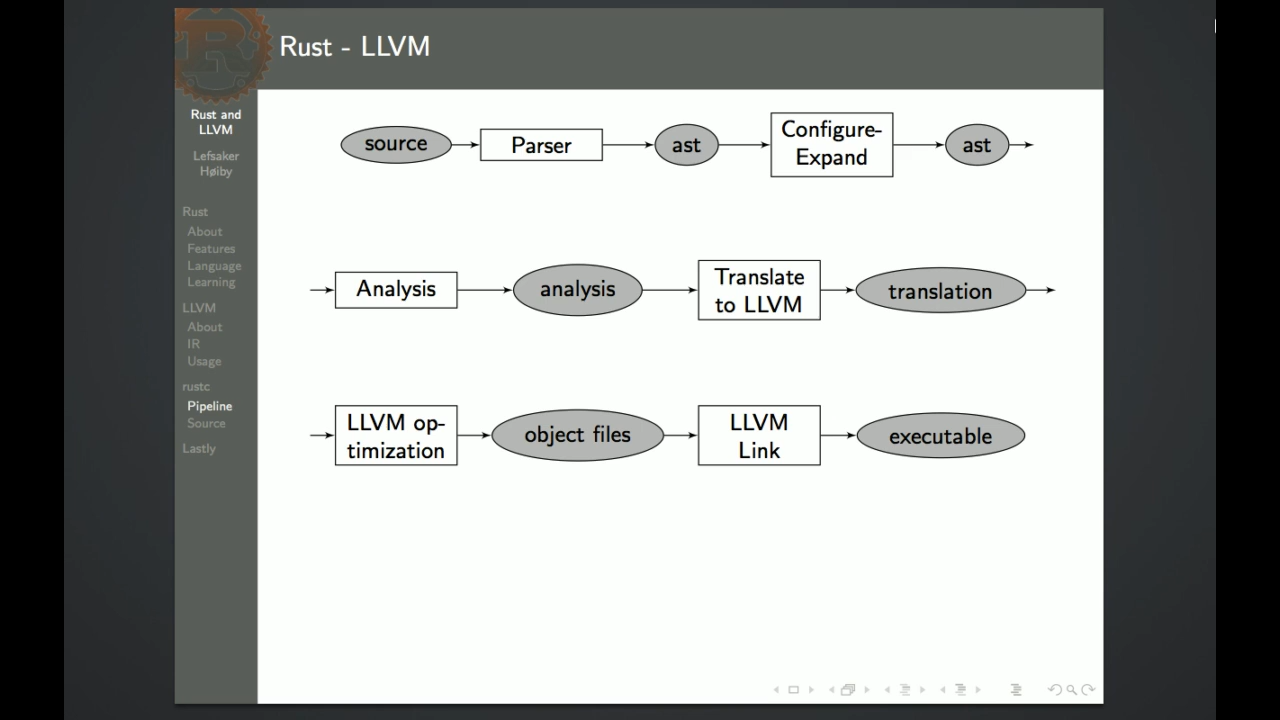 Rust - LLVM
Rust and
LLVM
Lefsaker
Høiby
Rust
About
Features
Language
Learning
LLVM
About
IR
Usage
rustc
Pipeline
Source
Lastly
source
Parser
ast
Configure-
Expand
ast
Analysis
analysis
Translate
to LLVM
translation
LLVM op-
timization
object files
LLVM
Link
executable